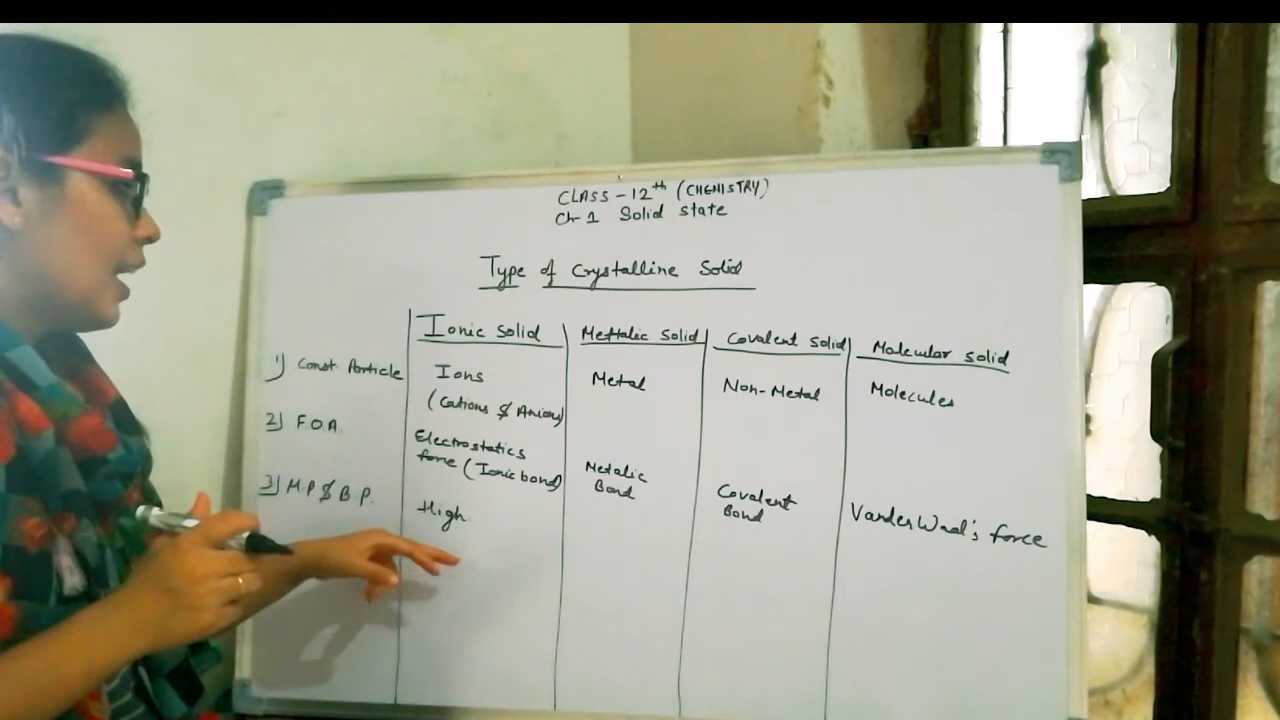 CLASS - 12th (CHEMISTRY)
Ch 1 Solid state
Type of Crystalline Solid
Ionic Solid
Mettalic Solid
Covalent Solid
Molecular solid
1) Const. Particle
Ions
(Cations & Anions)
Metal
Non-Metal
Molecules
2) F.O.A
Electrostatics
force (Ionic bond)
Metalic
Bond
Covalent
Bond
Vander Waal's force
3) M.P & B.P.
High